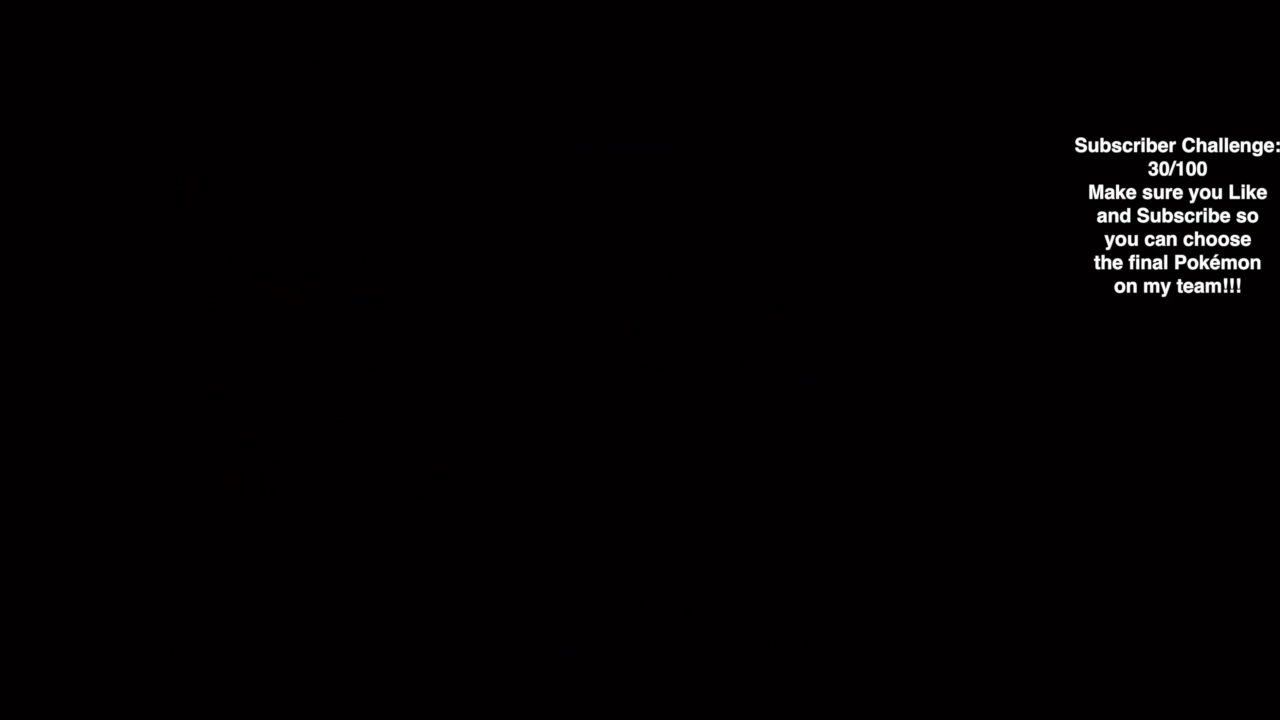 Subscriber Challenge:
30/100
Make sure you Like
and Subscribe so
you can choose
the final Pokémon
on my team!!!